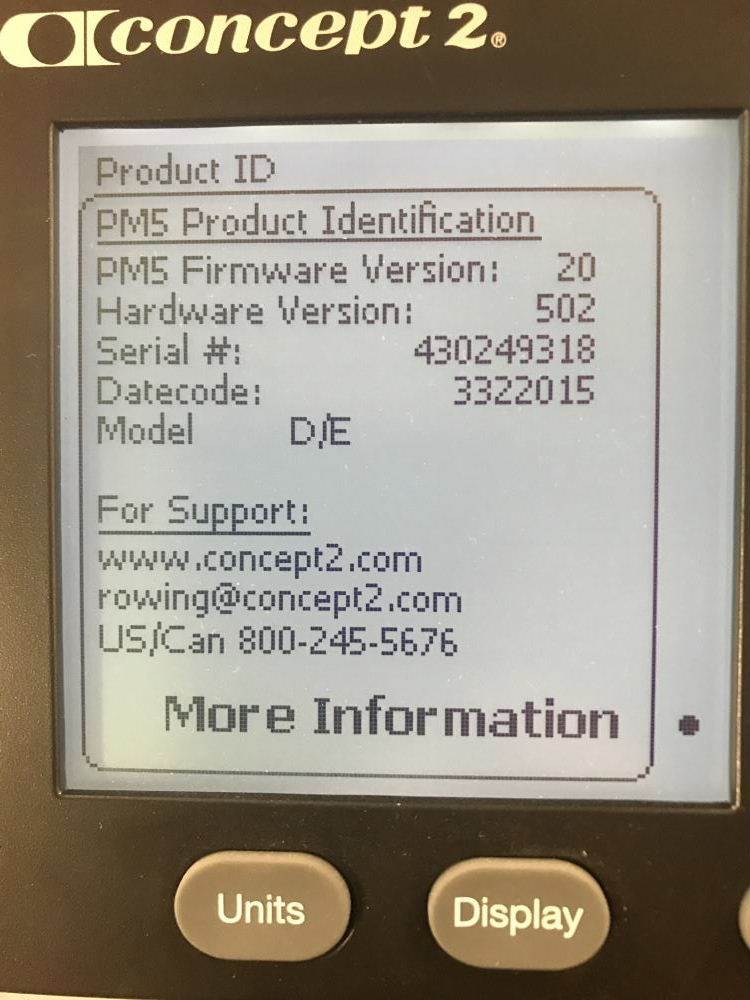 concept 2®
Product ID
PM5 Product Identification
PM5 Firmware Version: 20
Hardware Version: 502
Serial #: 430249318
Datecode: 3322015
Model D/E
For Support:
www.concept2.com
rowing@concept2.com
US/Can 800-245-5676
More Information
Units
Display